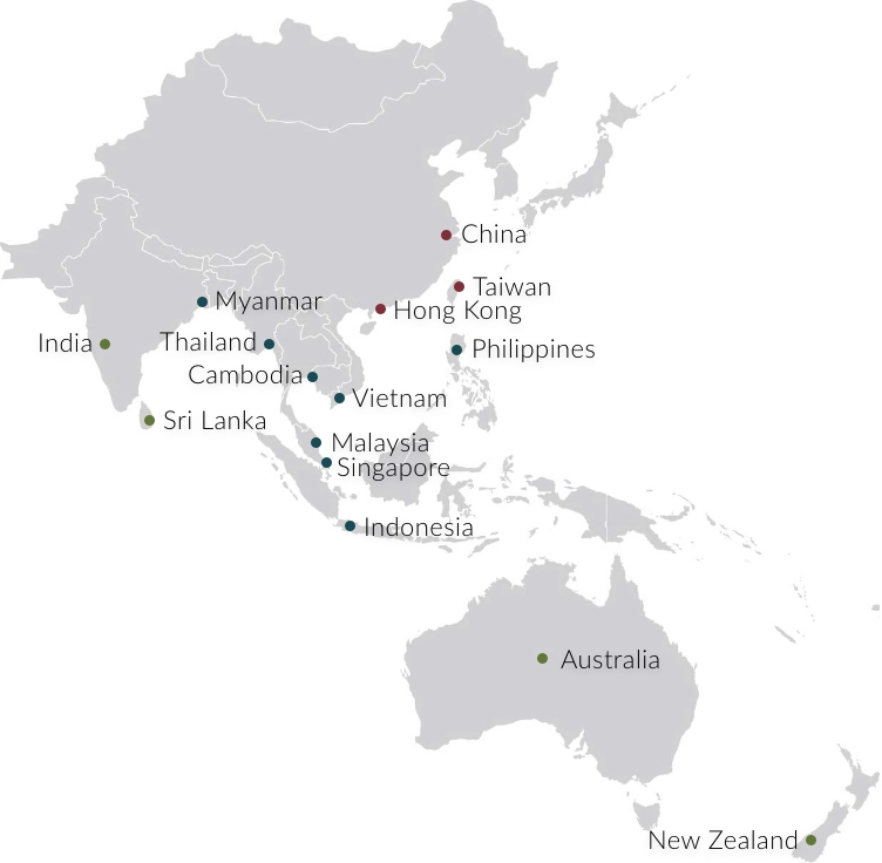 China
Taiwan
Myanmar
Hong Kong
India
Thailand
Philippines
Cambodia
Vietnam
Sri Lanka
Malaysia
Singapore
Indonesia
Australia
New Zealand